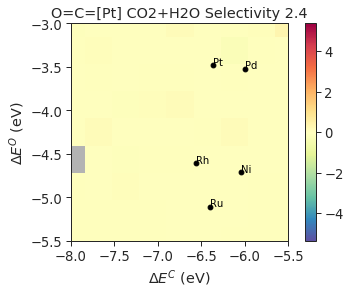 O=C=[Pt] CO2+H2O Selectivity 2.4
−3.0
−3.5
−4.0
−4.5
−5.0
−5.5
ΔE^O (eV)
Pt
Pd
Rh
Ni
Ru
−8.0 −7.5 −7.0 −6.5 −6.0 −5.5
ΔE^C (eV)
4
2
0
−2
−4